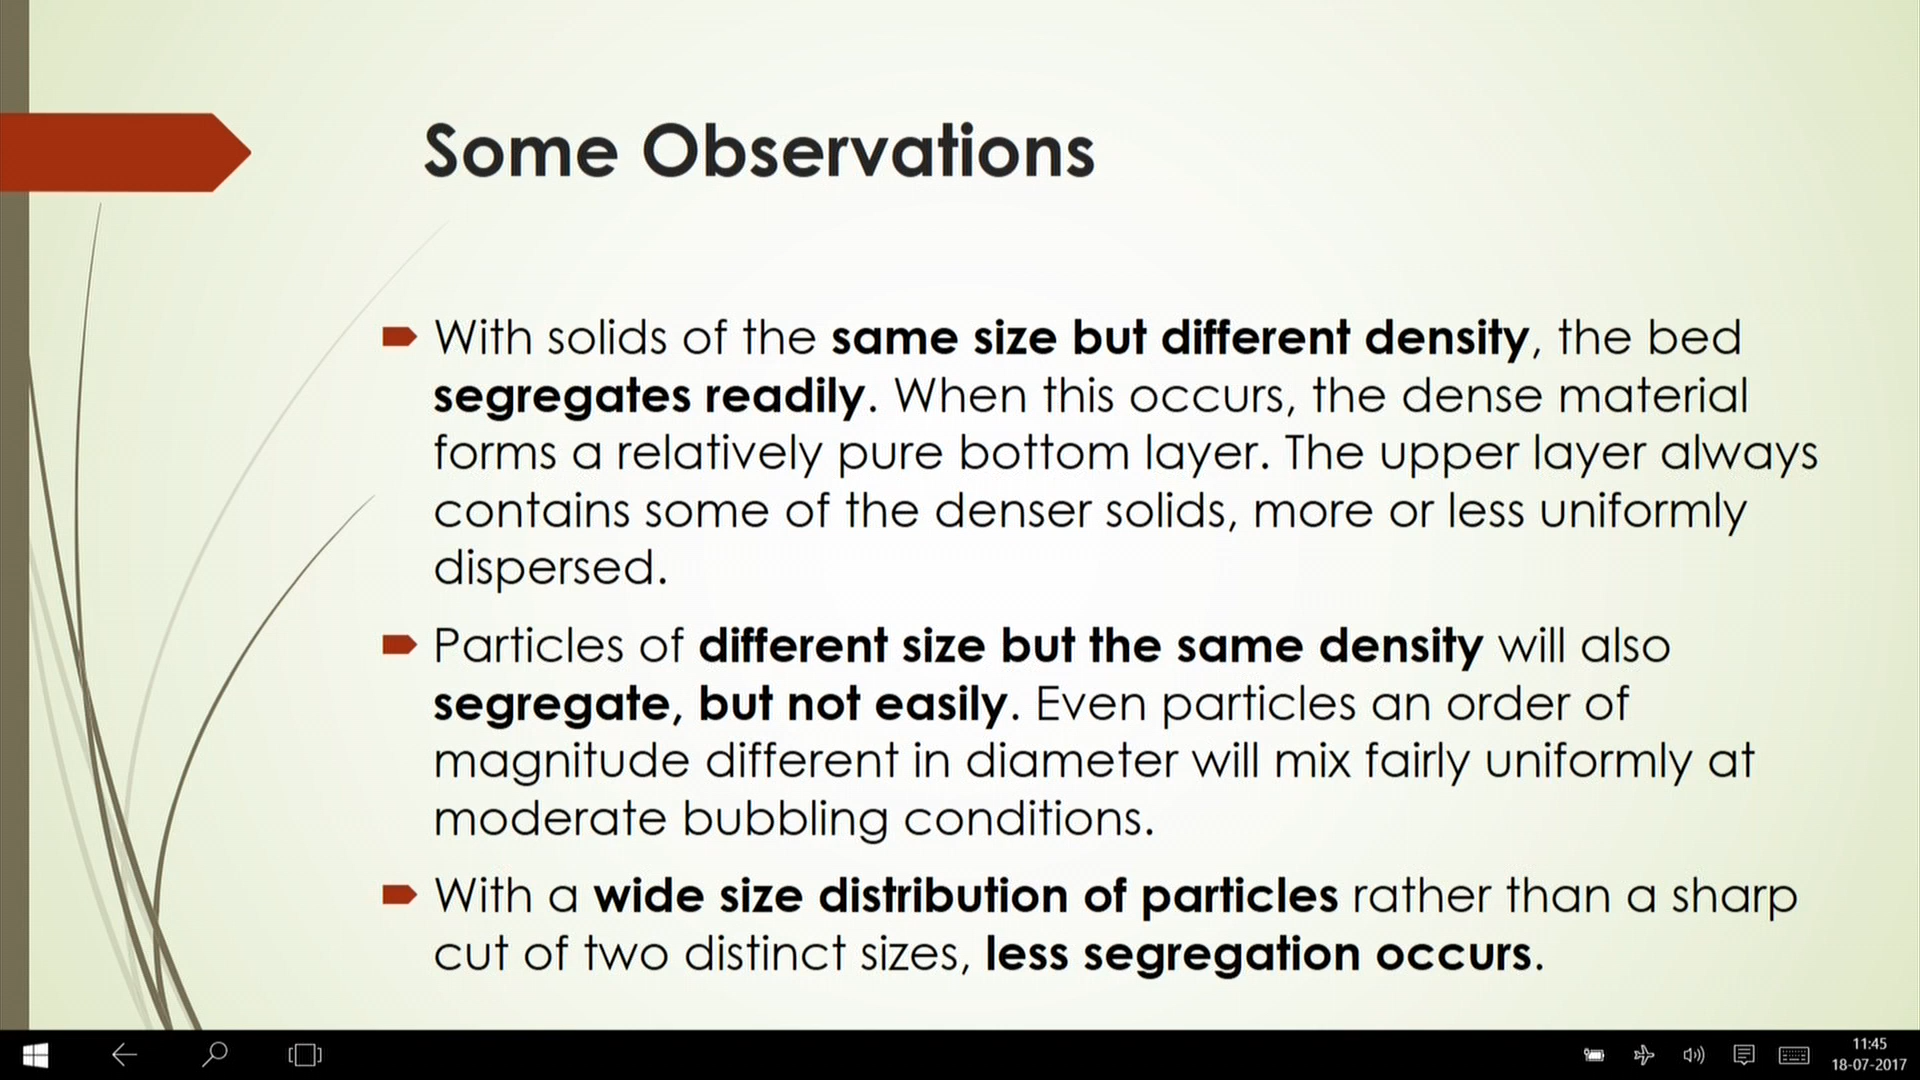 Some Observations
With solids of the same size but different density, the bed
segregates readily. When this occurs, the dense material
forms a relatively pure bottom layer. The upper layer always
contains some of the denser solids, more or less uniformly
dispersed.
Particles of different size but the same density will also
segregate, but not easily. Even particles an order of
magnitude different in diameter will mix fairly uniformly at
moderate bubbling conditions.
With a wide size distribution of particles rather than a sharp
cut of two distinct sizes, less segregation occurs.
11:45
18-07-2017